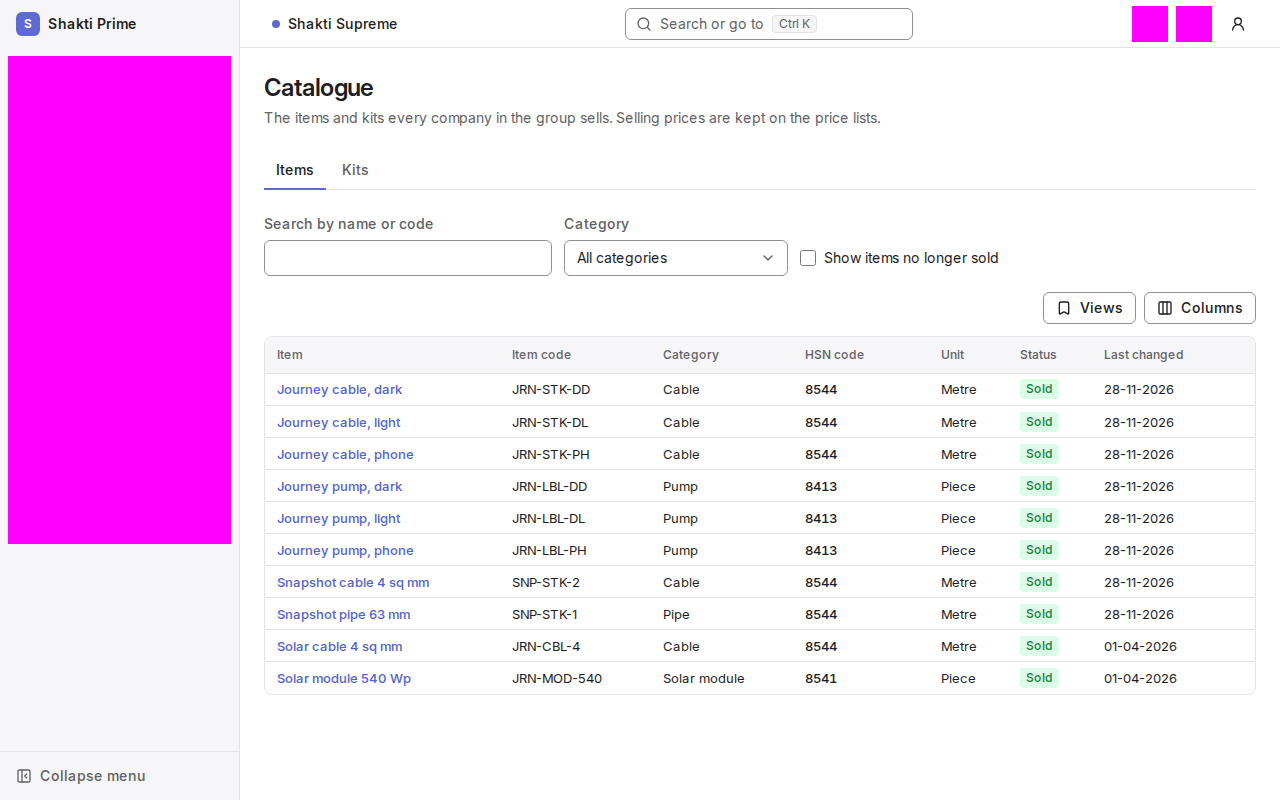 S Shakti Prime
Shakti Supreme
Search or go to Ctrl K
Catalogue
The items and kits every company in the group sells. Selling prices are kept on the price lists.
Items Kits
Search by name or code Category
All categories Show items no longer sold
Views Columns
Item Item code Category HSN code Unit Status Last changed
Journey cable, dark JRN-STK-DD Cable 8544 Metre Sold 28-11-2026
Journey cable, light JRN-STK-DL Cable 8544 Metre Sold 28-11-2026
Journey cable, phone JRN-STK-PH Cable 8544 Metre Sold 28-11-2026
Journey pump, dark JRN-LBL-DD Pump 8413 Piece Sold 28-11-2026
Journey pump, light JRN-LBL-DL Pump 8413 Piece Sold 28-11-2026
Journey pump, phone JRN-LBL-PH Pump 8413 Piece Sold 28-11-2026
Snapshot cable 4 sq mm SNP-STK-2 Cable 8544 Metre Sold 28-11-2026
Snapshot pipe 63 mm SNP-STK-1 Pipe 8544 Metre Sold 28-11-2026
Solar cable 4 sq mm JRN-CBL-4 Cable 8544 Metre Sold 01-04-2026
Solar module 540 Wp JRN-MOD-540 Solar module 8541 Piece Sold 01-04-2026
Collapse menu